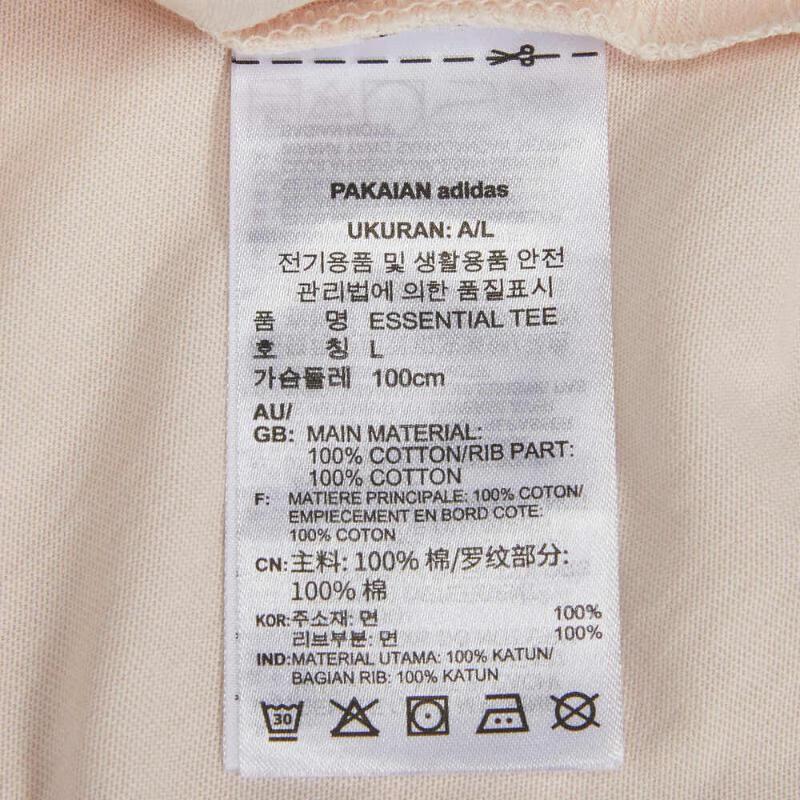 PAKAIAN adidas
UKURAN: A/L
전기용품 및 생활용품 안전
관리법에 의한 품질표시
품 명 ESSENTIAL TEE
호 칭 L
가슴둘레 100cm
AU/
GB: MAIN MATERIAL:
100% COTTON/RIB PART:
100% COTTON
F: MATIERE PRINCIPALE: 100% COTON/
EMPIECEMENT EN BORD COTE:
100% COTON
CN: 主料: 100% 棉/罗纹部分:
100% 棉
KOR: 주소재: 면 100%
리브부분: 면 100%
IND: MATERIAL UTAMA: 100% KATUN/
BAGIAN RIB: 100% KATUN
30